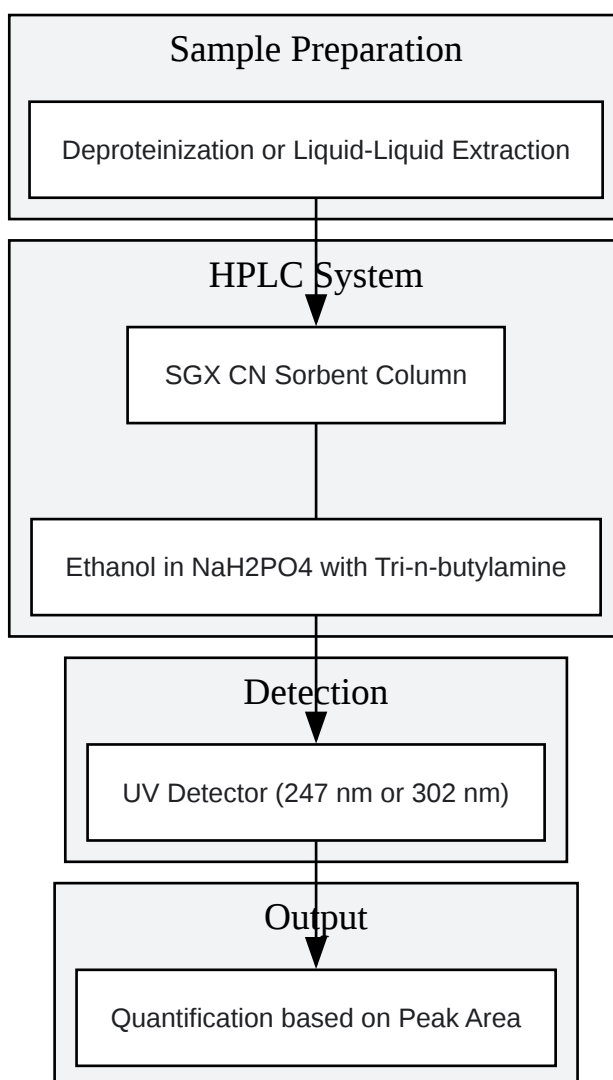 Sample Preparation
Deproteinization or Liquid-Liquid Extraction
HPLC System
SGX CN Sorbent Column
Ethanol in NaH2PO4 with Tri-n-butylamine
Detection
UV Detector (247 nm or 302 nm)
Output
Quantification based on Peak Area